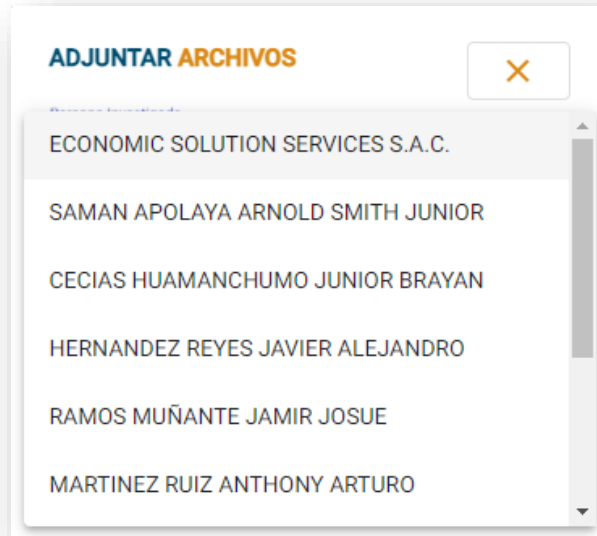 ADJUNTAR ARCHIVOS
ECONOMIC SOLUTION SERVICES S.A.C.
SAMAN APOLAYA ARNOLD SMITH JUNIOR
CECIAS HUAMANCHUMO JUNIOR BRAYAN
HERNANDEZ REYES JAVIER ALEJANDRO
RAMOS MUÑANTE JAMIR JOSUE
MARTINEZ RUIZ ANTHONY ARTURO